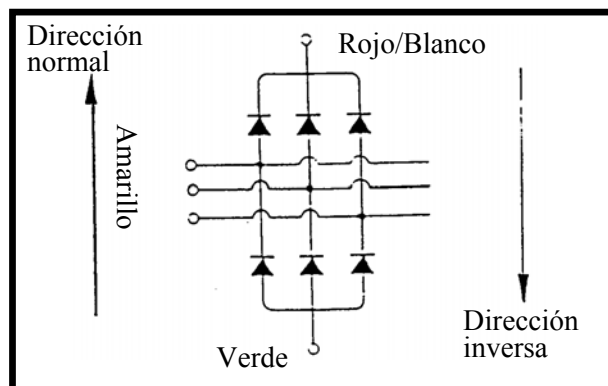 Dirección
normal
Rojo/Blanco
Amarillo
Verde
Dirección
inversa